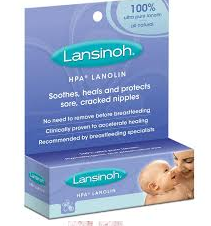 100%
ultra pure lanolin
all natural
Lansinoh®
HPA® LANOLIN
Soothes, heals and protects
sore, cracked nipples
No need to remove before breastfeeding
Clinically proven to accelerate healing
Recommended by breastfeeding specialists
Lansinoh®
HPA® LANOLIN